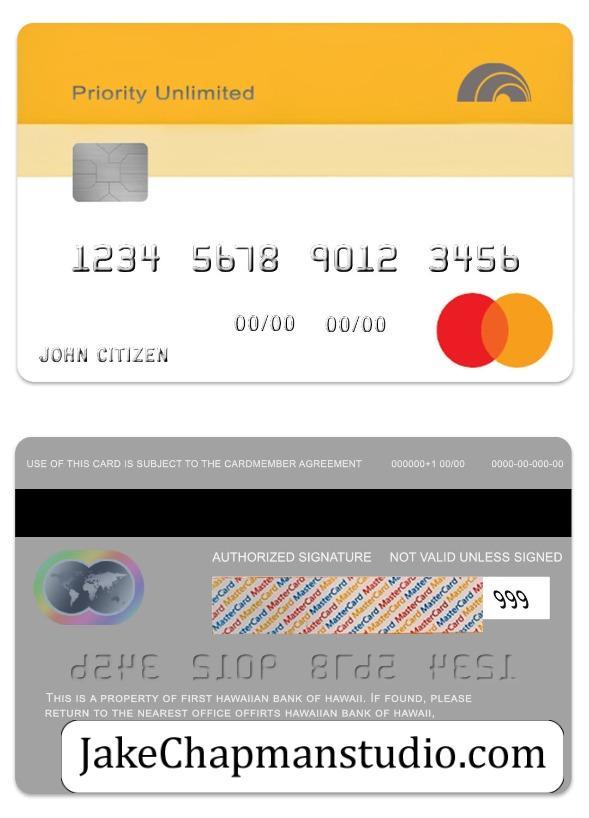 Priority Unlimited
1234 5678 9012 3456
00/00 00/00
JOHN CITIZEN
USE OF THIS CARD IS SUBJECT TO THE CARDMEMBER AGREEMENT 000000+1 00/00 0000-00-000-00
AUTHORIZED SIGNATURE NOT VALID UNLESS SIGNED
MasterCard MasterCard MasterCard MasterCard MasterCard
999
THIS IS A PROPERTY OF FIRST HAWAIIAN BANK OF HAWAII. IF FOUND, PLEASE
RETURN TO THE NEAREST OFFICE OFFIRTS HAWAIIAN BANK OF HAWAII,
JakeChapmanstudio.com